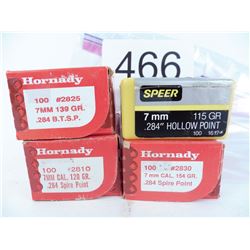 466
Hornady
100 #2825
7MM 139 GR.
.284 B.T.S.P.
SPEER
7 mm 115 GR
.284" HOLLOW POINT
100
Hornady
100 #2810
7MM CAL. 120 GR.
.284 Spire Point
Hornady
100 #2830
7 mm CAL. 154 GR.
.284 Spire Point